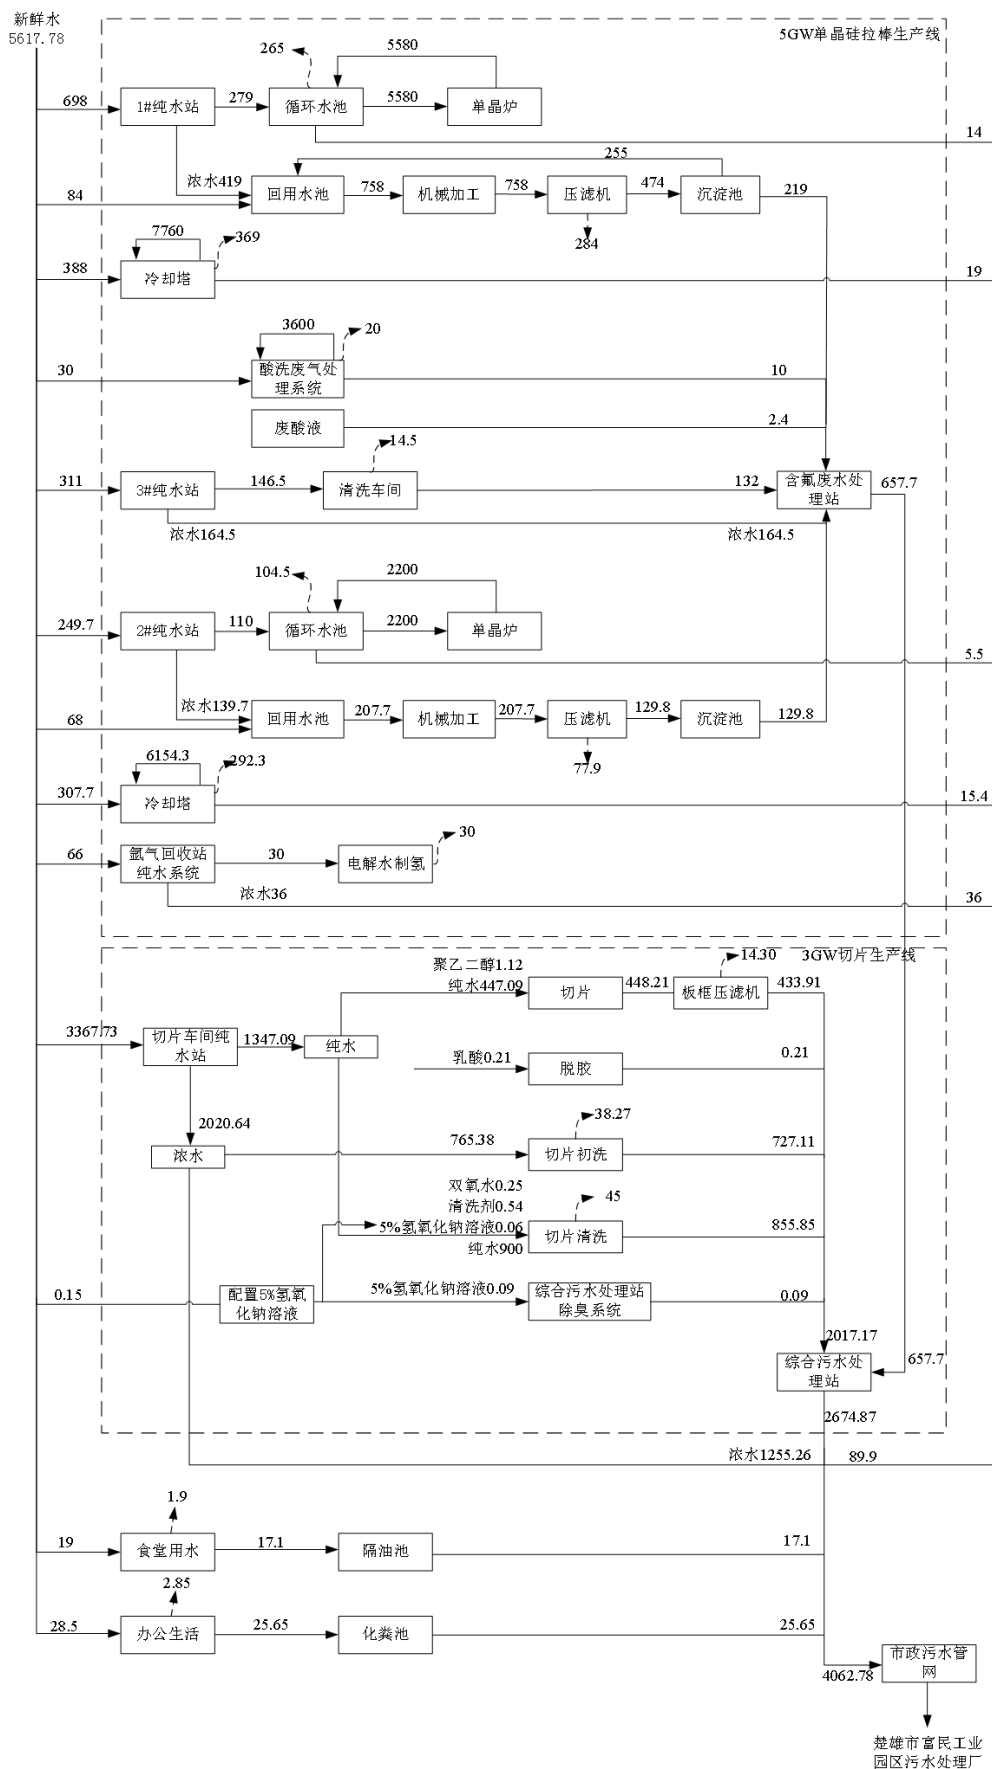 新鲜水
5617.78
5GW单晶硅拉棒生产线
265
5580
698
1#纯水站
279
循环水池
5580
单晶炉
14
255
浓水419
84
回用水池
758
机械加工
758
压滤机
474
沉淀池
219
284
7760
369
388
冷却塔
19
3600
20
30
酸洗废气处
理系统
10
废酸液
2.4
14.5
311
3#纯水站
146.5
清洗车间
132
含氟废水处
理站
657.7
浓水164.5
浓水164.5
104.5
2200
249.7
2#纯水站
110
循环水池
2200
单晶炉
5.5
浓水139.7
68
回用水池
207.7
机械加工
207.7
压滤机
129.8
沉淀池
129.8
77.9
6154.3
292.3
307.7
冷却塔
15.4
66
氩气回收站
纯水系统
30
电解水制氢
30
浓水36
36
3GW切片生产线
聚乙二醇1.12
纯水447.09
切片
448.21
板框压滤机
14.30
433.91
3367.73
切片车间纯
水站
1347.09
纯水
乳酸0.21
脱胶
0.21
2020.64
浓水
765.38
38.27
切片初洗
727.11
双氧水0.25
清洗剂0.54
5%氢氧化钠溶液0.06
纯水900
45
切片清洗
855.85
0.15
配置5%氢氧
化钠溶液
5%氢氧化钠溶液0.09
综合污水处理站
除臭系统
0.09
2017.17
综合污水处
理站
657.7
2674.87
浓水1255.26
89.9
1.9
19
食堂用水
17.1
隔油池
17.1
2.85
28.5
办公生活
25.65
化粪池
25.65
4062.78
市政污水管
网
楚雄市富民工业
园区污水处理厂